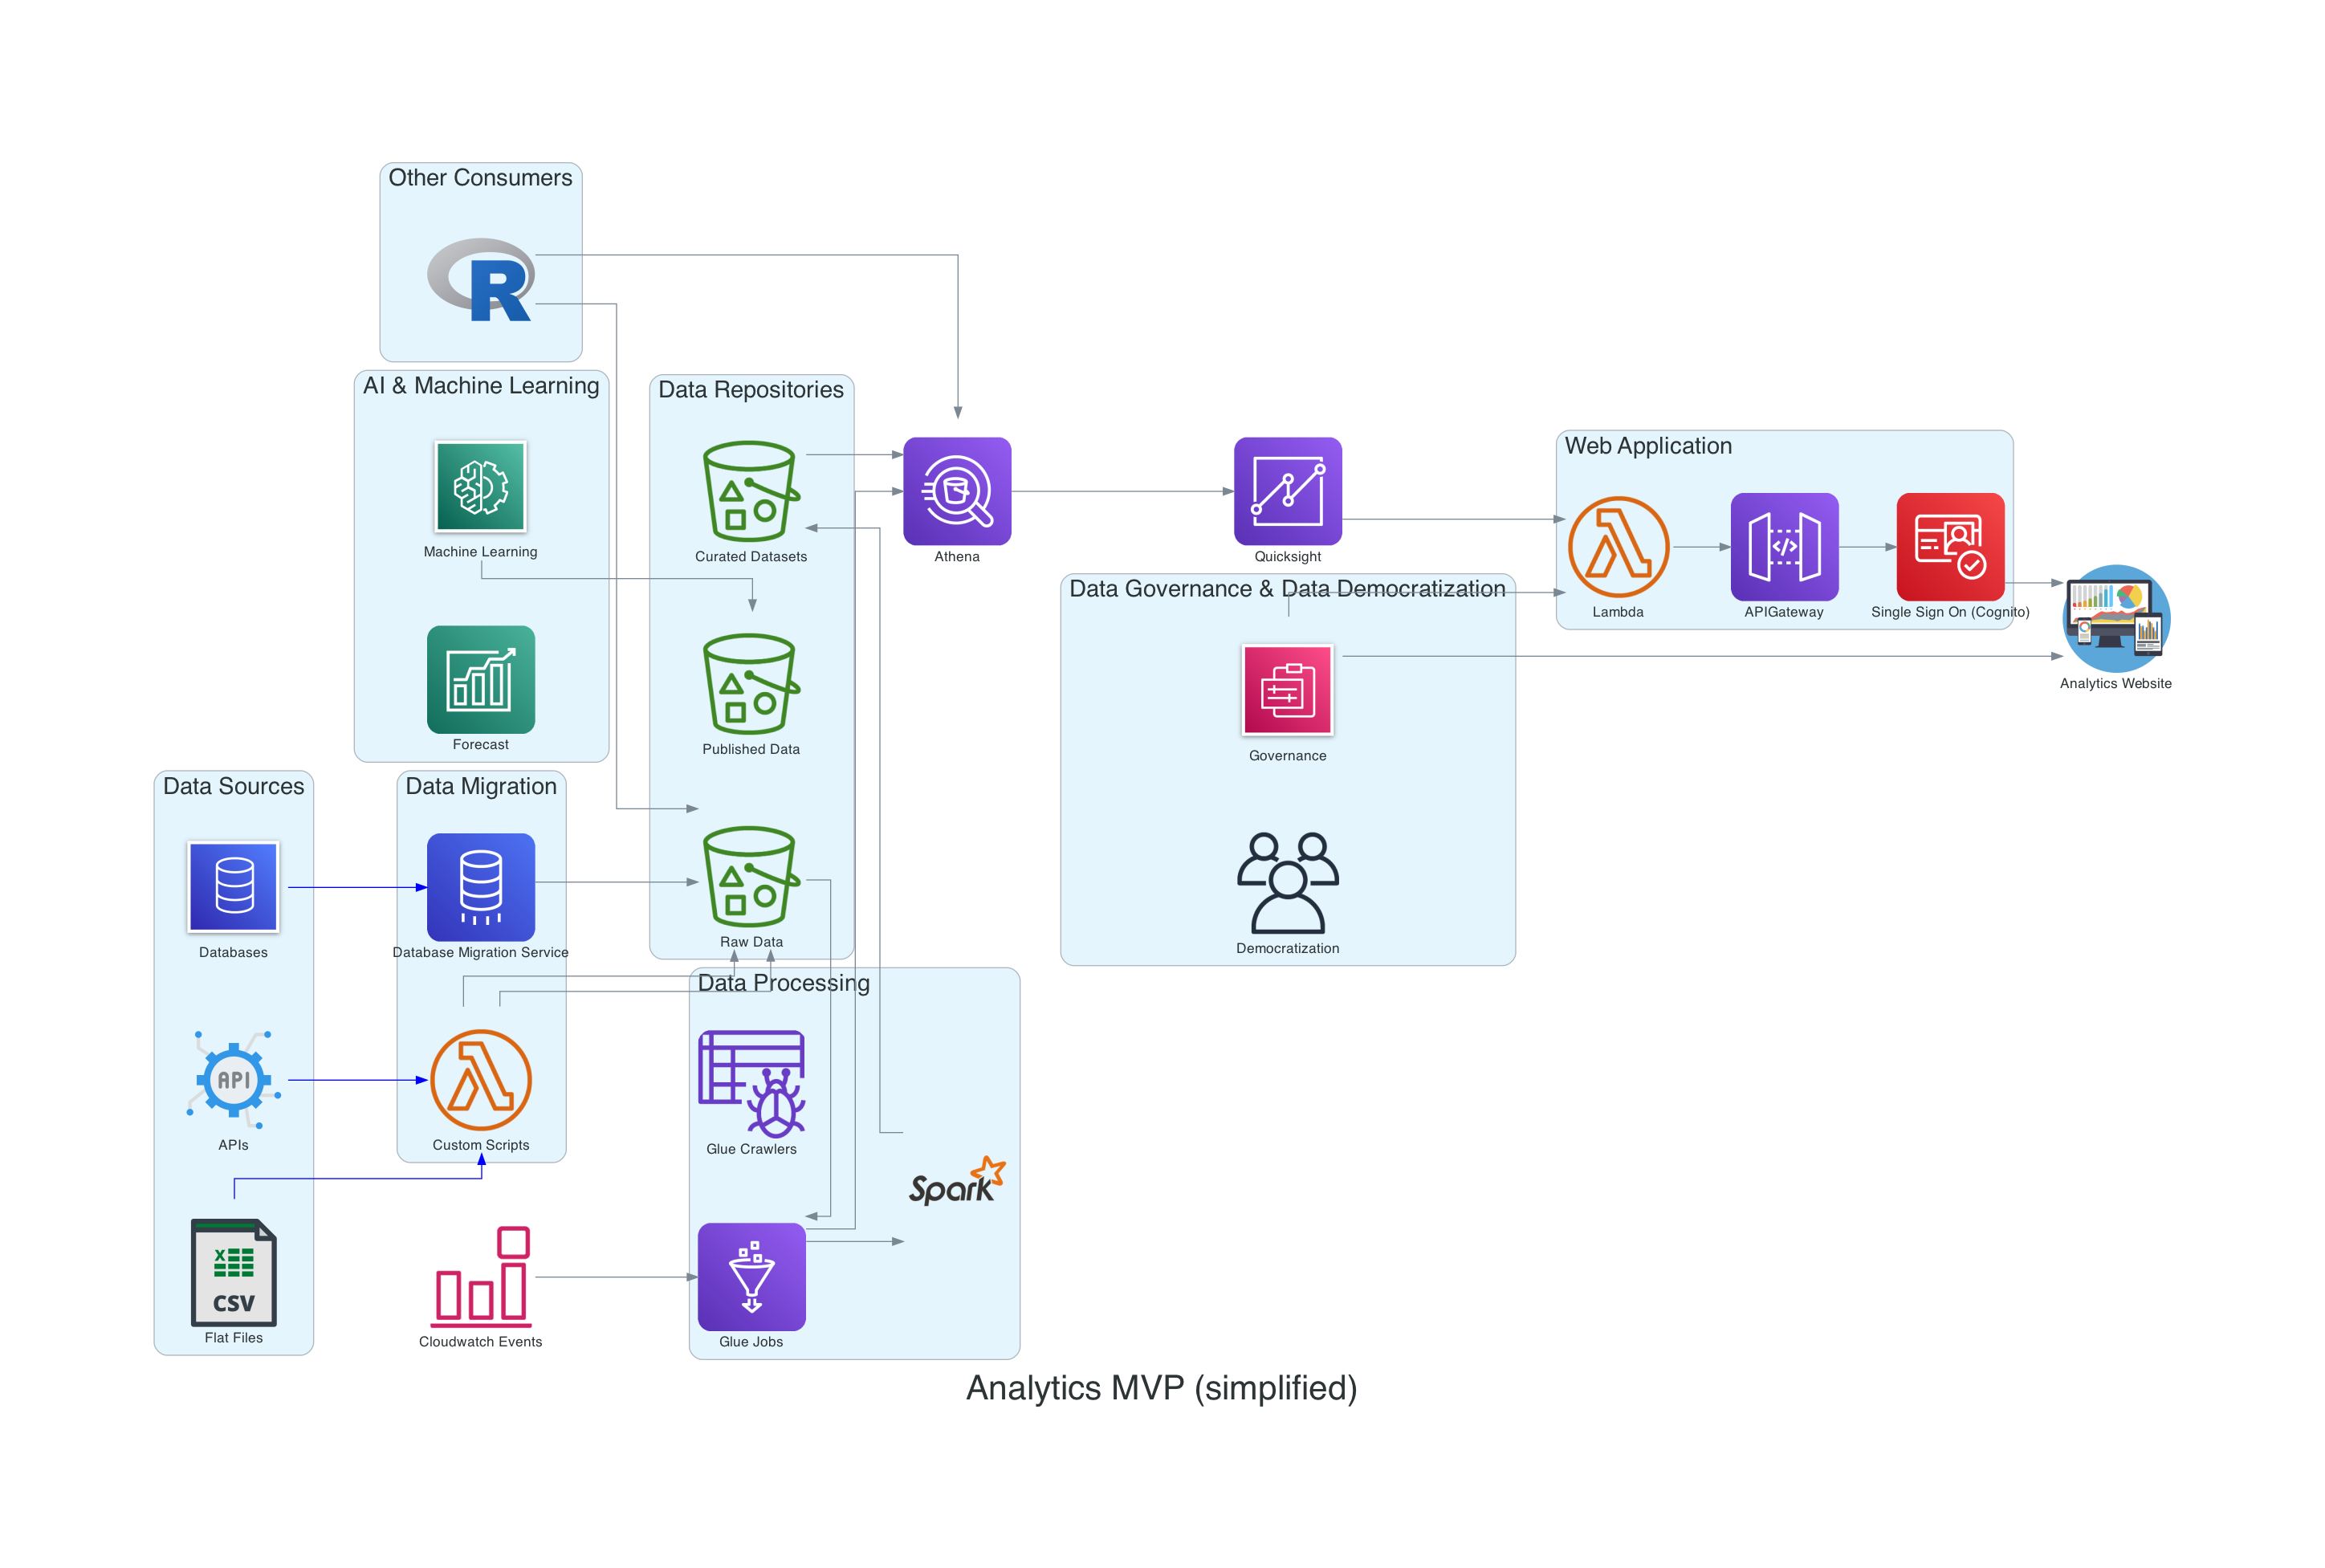 Other Consumers
R
AI & Machine Learning
Machine Learning
Forecast
Data Repositories
Curated Datasets
Published Data
Raw Data
Athena
Quicksight
Web Application
Lambda
APIGateway
Single Sign On (Cognito)
Analytics Website
Data Governance & Data Democratization
Governance
Democratization
Data Sources
Databases
API
APIs
X
CSV
Flat Files
Data Migration
Database Migration Service
Custom Scripts
Cloudwatch Events
Data Processing
Glue Crawlers
Spark
Glue Jobs
Analytics MVP (simplified)